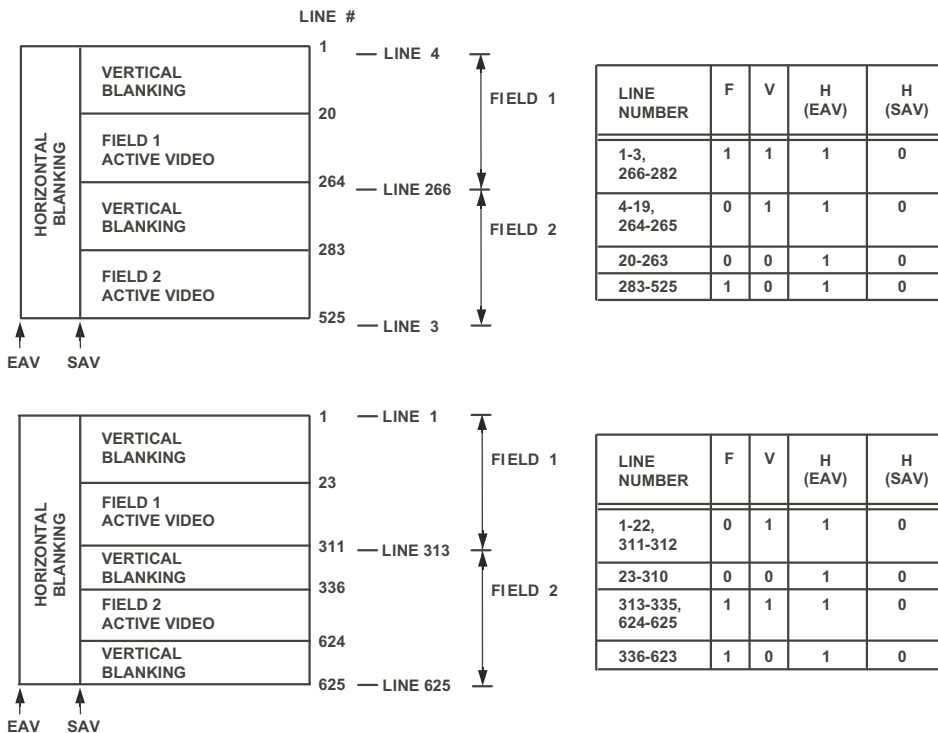 LINE #
1
LINE 4
VERTICAL
BLANKING
FIELD 1
20
FIELD 1
ACTIVE VIDEO
HORIZONTAL
BLANKING
264
LINE 266
VERTICAL
BLANKING
FIELD 2
283
FIELD 2
ACTIVE VIDEO
525
LINE 3
EAV SAV
LINE
NUMBER F V H
(EAV) H
(SAV)
1-3,
266-282 1 1 1 0
4-19,
264-265 0 1 1 0
20-263 0 0 1 0
283-525 1 0 1 0
1
LINE 1
VERTICAL
BLANKING
FIELD 1
23
FIELD 1
ACTIVE VIDEO
HORIZONTAL
BLANKING
311
LINE 313
VERTICAL
BLANKING
336
FIELD 2
FIELD 2
ACTIVE VIDEO
624
VERTICAL
BLANKING
625
LINE 625
EAV SAV
LINE
NUMBER F V H
(EAV) H
(SAV)
1-22,
311-312 0 1 1 0
23-310 0 0 1 0
313-335,
624-625 1 1 1 0
336-623 1 0 1 0